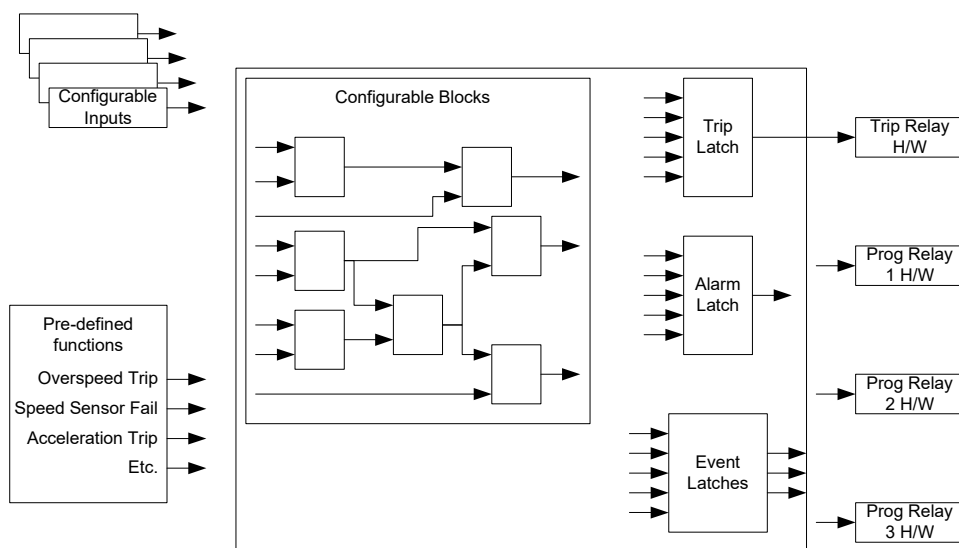 Configurable
Inputs
Configurable Blocks
Trip
Latch
Trip Relay
H/W
Prog Relay
1 H/W
Alarm
Latch
Pre-defined
functions
Overspeed Trip
Speed Sensor Fail
Acceleration Trip
Etc.
Prog Relay
2 H/W
Event
Latches
Prog Relay
3 H/W